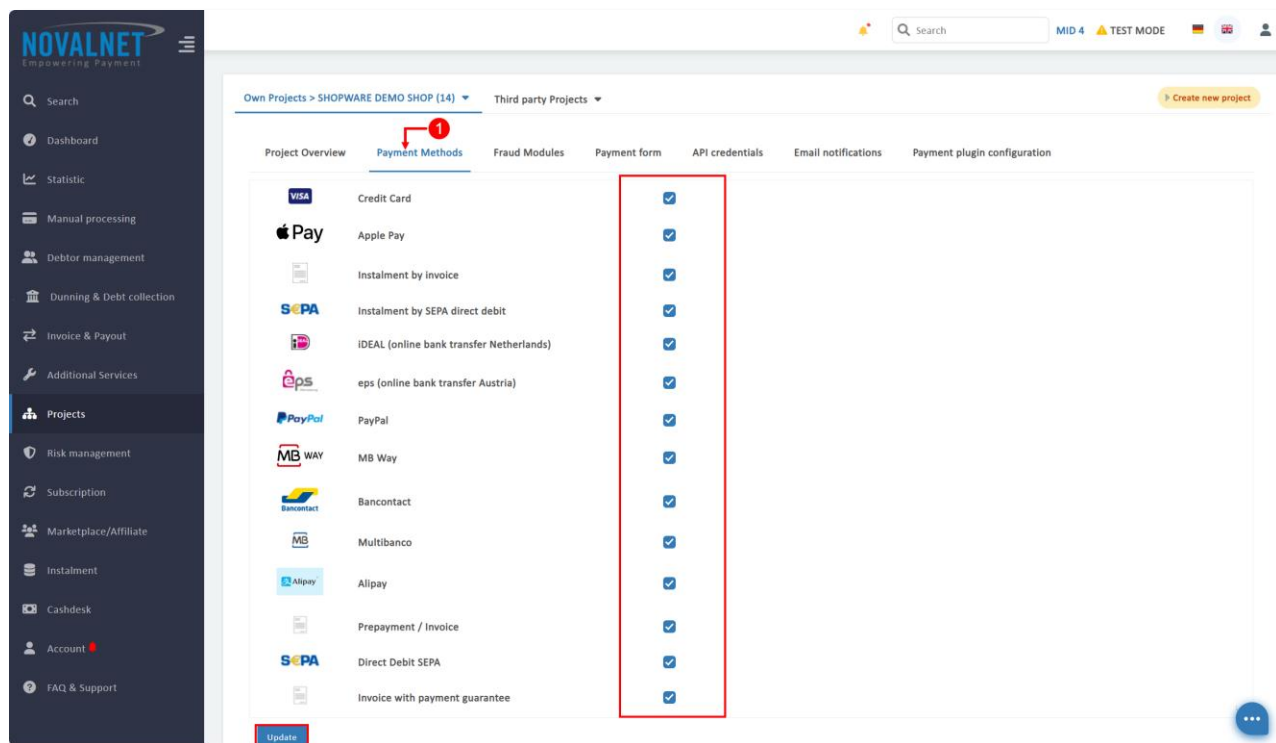 NOVALNET
Empowering Payment
Search
MID 4 TEST MODE
Search
Dashboard
Statistic
Manual processing
Debtor management
Dunning & Debt collection
Invoice & Payout
Additional Services
Projects
Risk management
Subscription
Marketplace/Affiliate
Instalment
Cashdesk
Account
FAQ & Support
Own Projects > SHOPWARE DEMO SHOP (14) Third party Projects Create new project
1
Project Overview Payment Methods Fraud Modules Payment form API credentials Email notifications Payment plugin configuration
VISA Credit Card
Pay Apple Pay
Instalment by invoice
SEPA Instalment by SEPA direct debit
iDEAL (online bank transfer Netherlands)
eps eps (online bank transfer Austria)
PayPal PayPal
MB WAY MB Way
Bancontact Bancontact
MB Multibanco
Alipay Alipay
Prepayment / Invoice
SEPA Direct Debit SEPA
Invoice with payment guarantee
Update